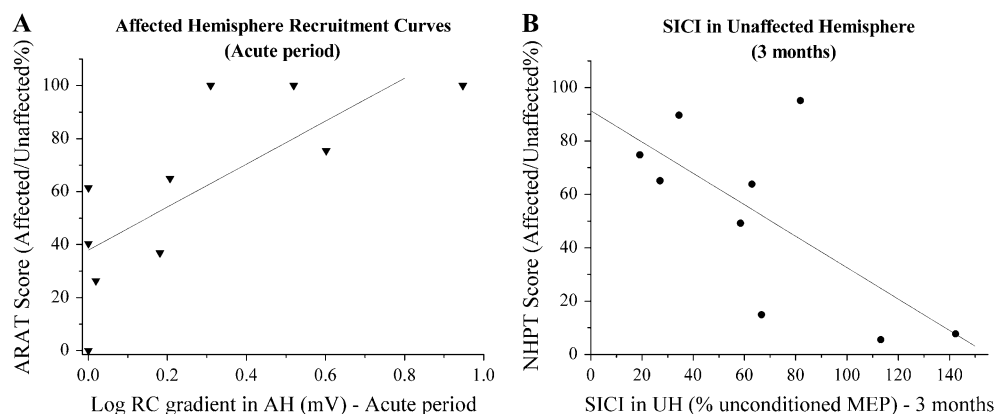 A
Affected Hemisphere Recruitment Curves
(Acute period)
ARAT Score (Affected/Unaffected%)
100
80
60
40
20
0
0.0 0.2 0.4 0.6 0.8 1.0
Log RC gradient in AH (mV) - Acute period
B
SICI in Unaffected Hemisphere
(3 months)
NHPT Score (Affected/Unaffected%)
100
80
60
40
20
0
0 20 40 60 80 100 120 140
SICI in UH (% unconditioned MEP) - 3 months